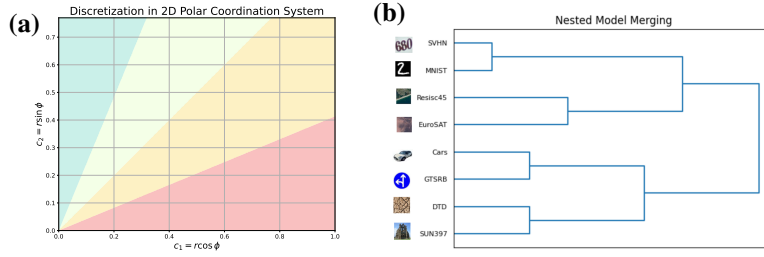 (a)
Discretization in 2D Polar Coordination System
c₂ = r sin ϕ
0.7
0.6
0.5
0.4
0.3
0.2
0.1
0.0
0.0 0.2 0.4 0.6 0.8 1.0
c₁ = r cos ϕ
(b)
Nested Model Merging
680 SVHN
2 MNIST
Resisc45
EuroSAT
Cars
GTSRB
DTD
SUN397